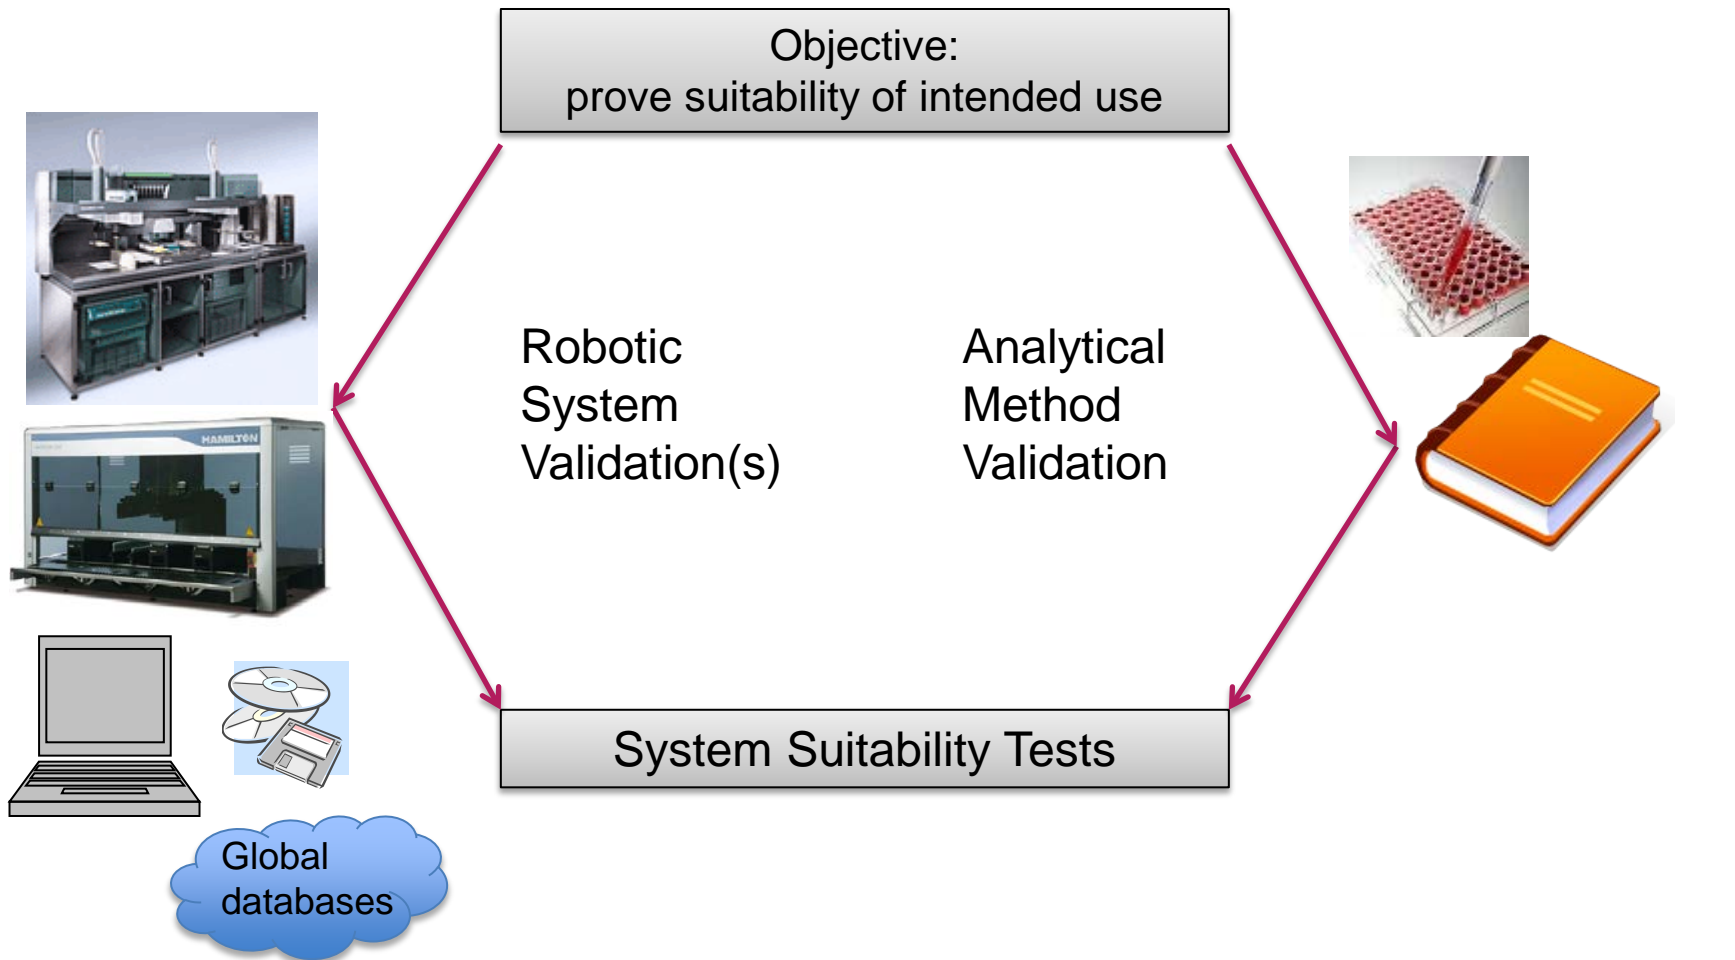 Objective:
prove suitability of intended use
Robotic
System
Validation(s)
Analytical
Method
Validation
HAMILTON
System Suitability Tests
Global
databases